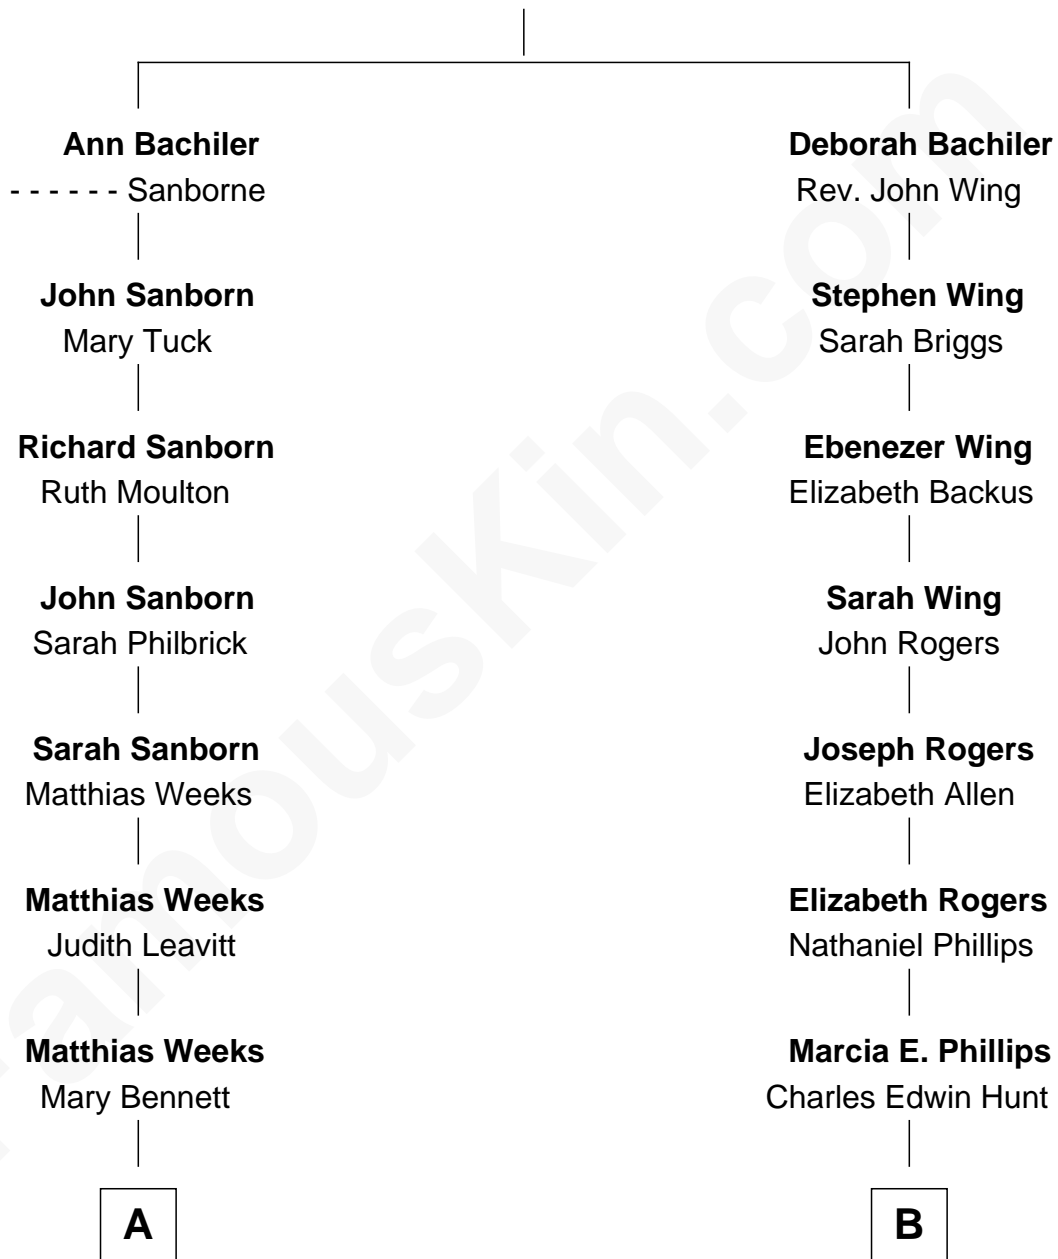 Ann Bachiler
- - - - - - Sanborne
John Sanborn
Mary Tuck
Richard Sanborn
Ruth Moulton
John Sanborn
Sarah Philbrick
Sarah Sanborn
Matthias Weeks
Matthias Weeks
Judith Leavitt
Matthias Weeks
Mary Bennett
A
Deborah Bachiler
Rev. John Wing
Stephen Wing
Sarah Briggs
Ebenezer Wing
Elizabeth Backus
Sarah Wing
John Rogers
Joseph Rogers
Elizabeth Allen
Elizabeth Rogers
Nathaniel Phillips
Marcia E. Phillips
Charles Edwin Hunt
B
FamousKin.com